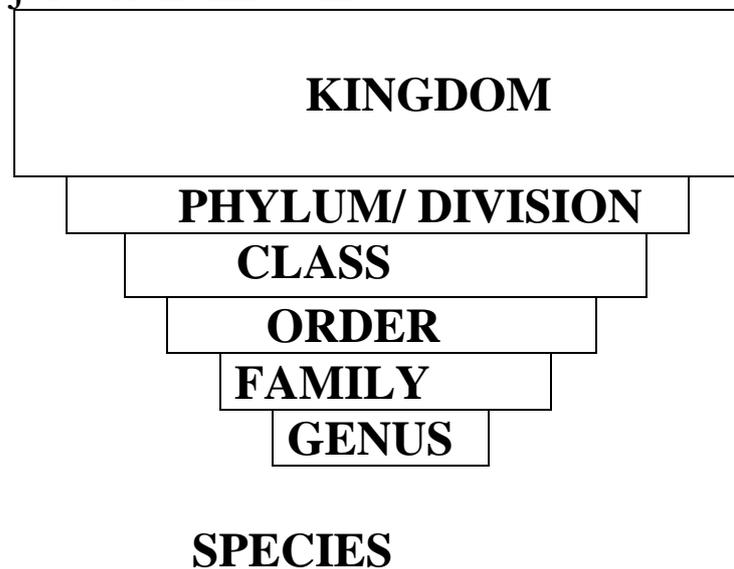 KINGDOM
PHYLUM/ DIVISION
CLASS
ORDER
FAMILY
GENUS
SPECIES